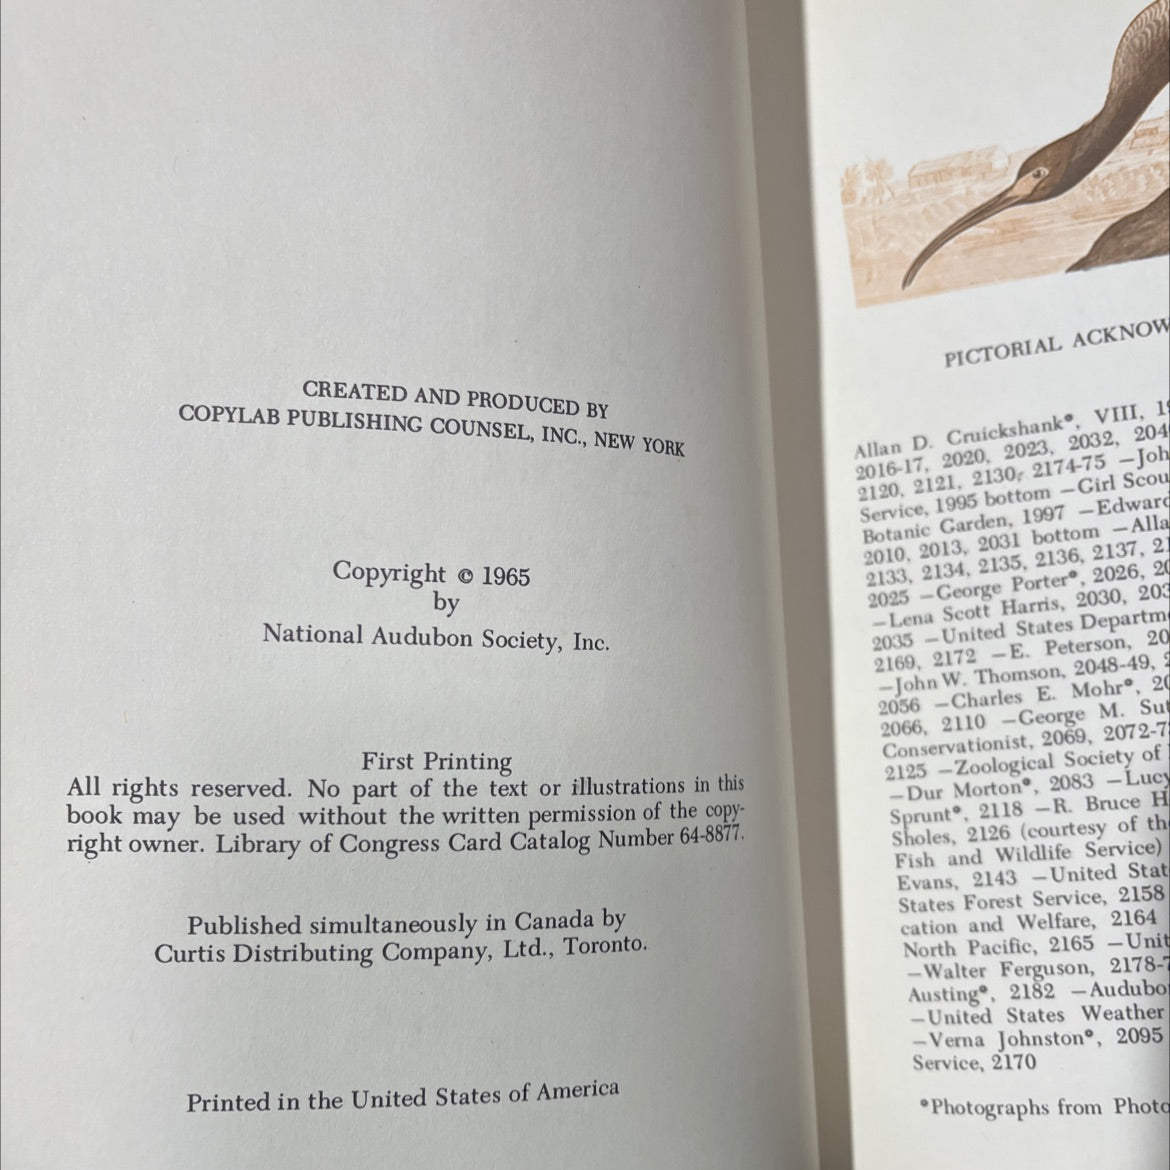 CREATED AND PRODUCED BY
COPYLAB PUBLISHING COUNSEL, INC., NEW YORK
Copyright © 1965
by
National Audubon Society, Inc.
First Printing
All rights reserved. No part of the text or illustrations in this
book may be used without the written permission of the copy-
right owner. Library of Congress Card Catalog Number 64-8877.
Published simultaneously in Canada by
Curtis Distributing Company, Ltd., Toronto.
Printed in the United States of America
PICTORIAL ACKNOW
Allan D. Cruickshank*, VIII, 19
2016-17, 2020, 2023, 2032, 204
2120, 2121, 2130, 2174-75 —Joh
Service, 1995 bottom —Girl Scou
Botanic Garden, 1997 —Edward
2010, 2013, 2031 bottom —Alla
2133, 2134, 2135, 2136, 2137, 21
2025 —George Porter*, 2026, 20
—Lena Scott Harris, 2030, 203
2035 —United States Departm
2169, 2172 —E. Peterson, 20
—John W. Thomson, 2048-49, 2
2056 —Charles E. Mohr*, 20
2066, 2110 —George M. Sut
Conservationist, 2069, 2072-7
2125 —Zoological Society of
—Dur Morton*, 2083 —Lucy
Sprunt*, 2118 —R. Bruce H
Sholes, 2126 (courtesy of th
Fish and Wildlife Service)
Evans, 2143 —United Stat
States Forest Service, 2158
cation and Welfare, 2164
North Pacific, 2165 —Unit
—Walter Ferguson, 2178-7
Austing*, 2182 —Audubo
—United States Weather
—Verna Johnston*, 2095
Service, 2170
*Photographs from Photo